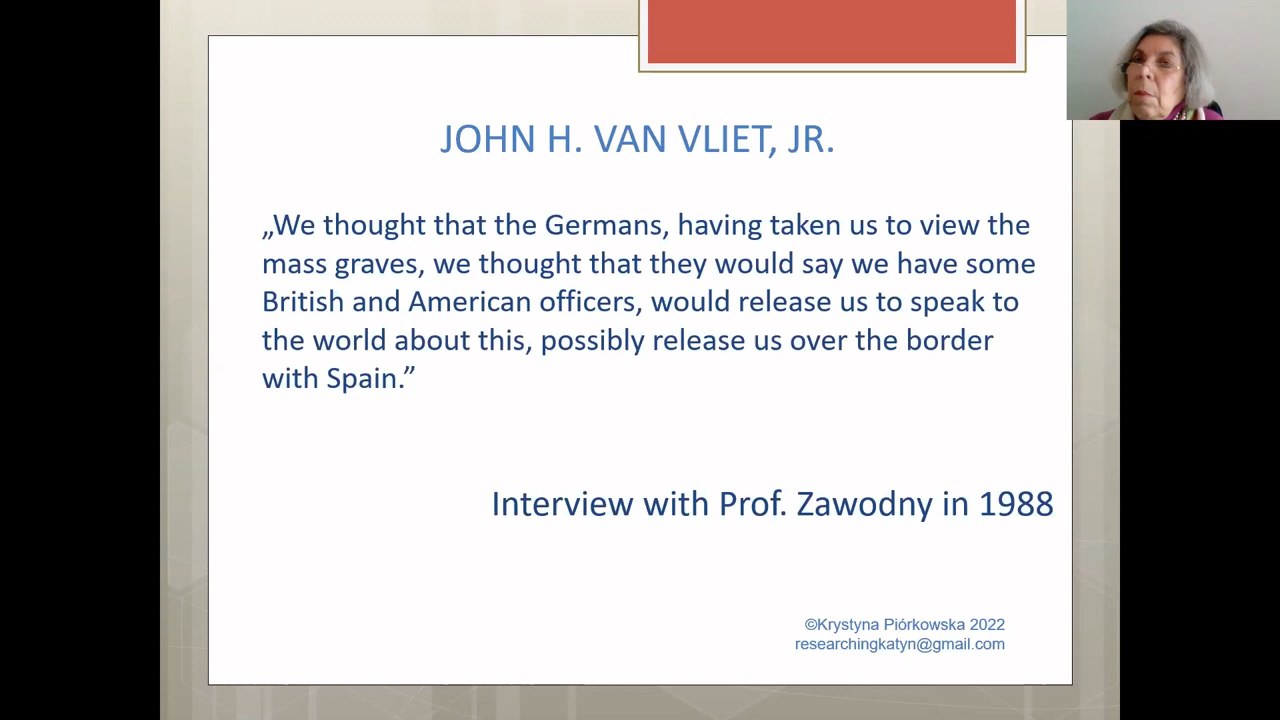 JOHN H. VAN VLIET, JR.
„We thought that the Germans, having taken us to view the
mass graves, we thought that they would say we have some
British and American officers, would release us to speak to
the world about this, possibly release us over the border
with Spain.”
Interview with Prof. Zawodny in 1988
©Krystyna Piórkowska 2022
researchingkatyn@gmail.com